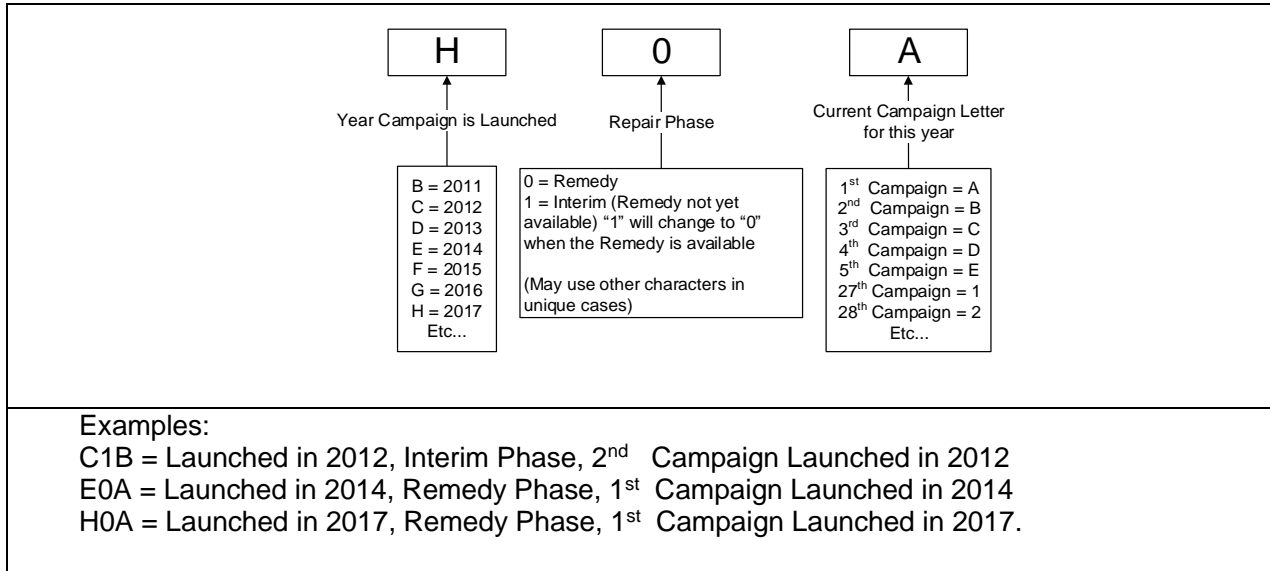 H
0
A
Year Campaign is Launched
Repair Phase
Current Campaign Letter
for this year
B = 2011
C = 2012
D = 2013
E = 2014
F = 2015
G = 2016
H = 2017
Etc...
0 = Remedy
1 = Interim (Remedy not yet
available) “1” will change to “0”
when the Remedy is available
(May use other characters in
unique cases)
1st Campaign = A
2nd Campaign = B
3rd Campaign = C
4th Campaign = D
5th Campaign = E
27th Campaign = 1
28th Campaign = 2
Etc...
Examples:
C1B = Launched in 2012, Interim Phase, 2nd Campaign Launched in 2012
E0A = Launched in 2014, Remedy Phase, 1st Campaign Launched in 2014
H0A = Launched in 2017, Remedy Phase, 1st Campaign Launched in 2017.